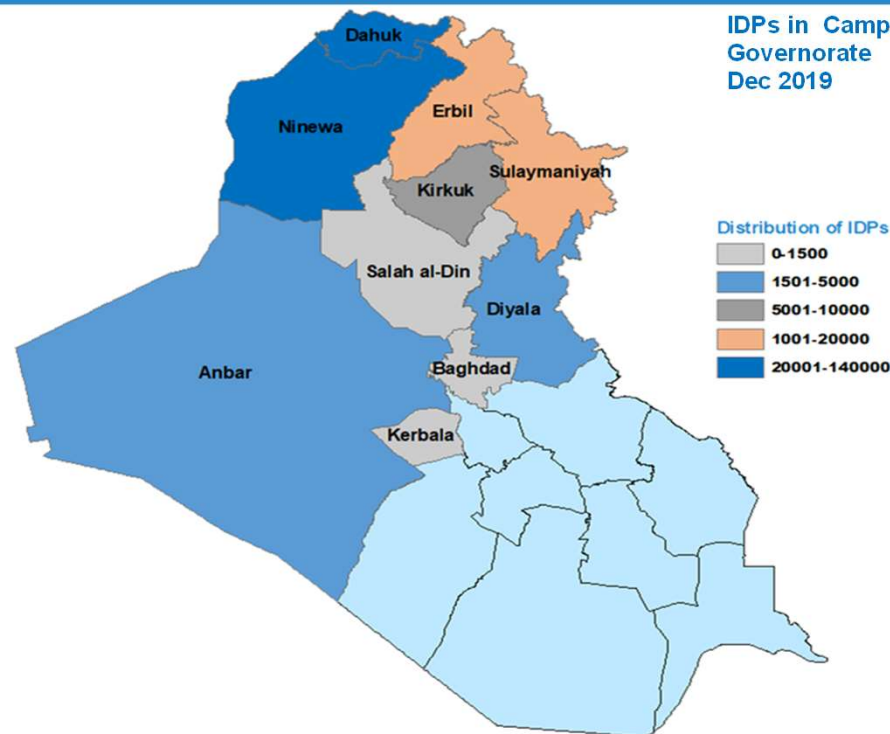 IDPs in Camp
Governorate
Dec 2019
Dahuk
Erbil
Ninewa
Sulaymaniyah
Kirkuk
Salah al-Din
Diyala
Anbar
Baghdad
Kerbala
Distribution of IDPs
0-1500
1501-5000
5001-10000
1001-20000
20001-140000